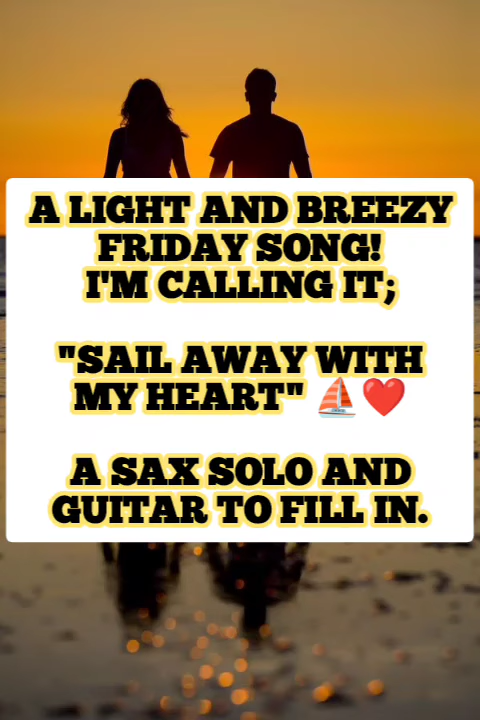 A LIGHT AND BREEZY
FRIDAY SONG!
I'M CALLING IT;
"SAIL AWAY WITH
MY HEART" ⛵❤️
A SAX SOLO AND
GUITAR TO FILL IN.